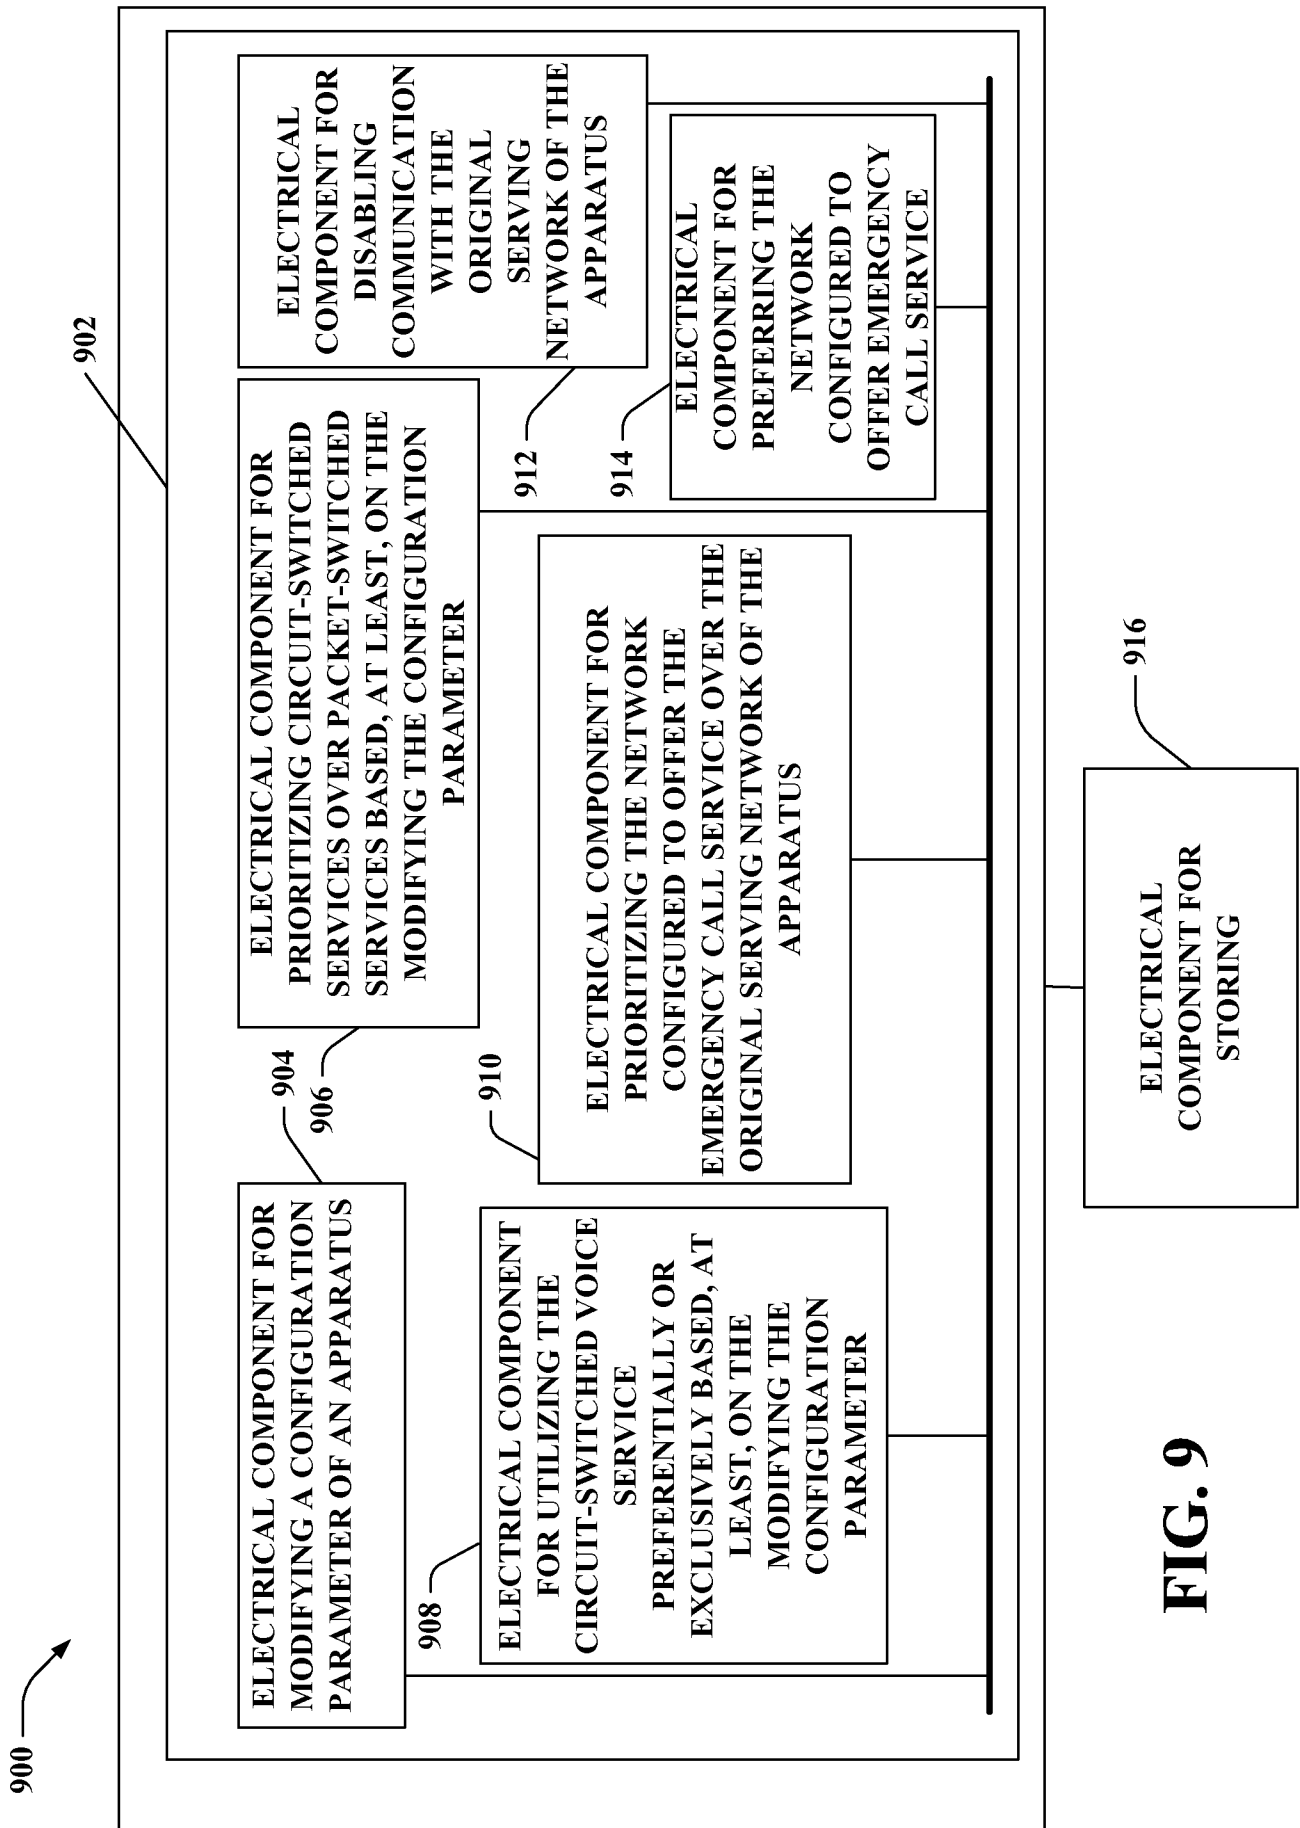 900
902
ELECTRICAL COMPONENT FOR
MODIFYING A CONFIGURATION
PARAMETER OF AN APPARATUS
904
ELECTRICAL COMPONENT FOR
PRIORITIZING CIRCUIT-SWITCHED
SERVICES OVER PACKET-SWITCHED
SERVICES BASED, AT LEAST, ON THE
MODIFYING THE CONFIGURATION
PARAMETER
906
ELECTRICAL
COMPONENT FOR
DISABLING
COMMUNICATION
WITH THE
ORIGINAL
SERVING
NETWORK OF THE
APPARATUS
912
908
ELECTRICAL COMPONENT
FOR UTILIZING THE
CIRCUIT-SWITCHED VOICE
SERVICE
PREFERENTIALLY OR
EXCLUSIVELY BASED, AT
LEAST, ON THE
MODIFYING THE
CONFIGURATION
PARAMETER
910
ELECTRICAL COMPONENT FOR
PRIORITIZING THE NETWORK
CONFIGURED TO OFFER THE
EMERGENCY CALL SERVICE OVER THE
ORIGINAL SERVING NETWORK OF THE
APPARATUS
914
ELECTRICAL
COMPONENT FOR
PREFERRING THE
NETWORK
CONFIGURED TO
OFFER EMERGENCY
CALL SERVICE
916
ELECTRICAL
COMPONENT FOR
STORING
FIG. 9